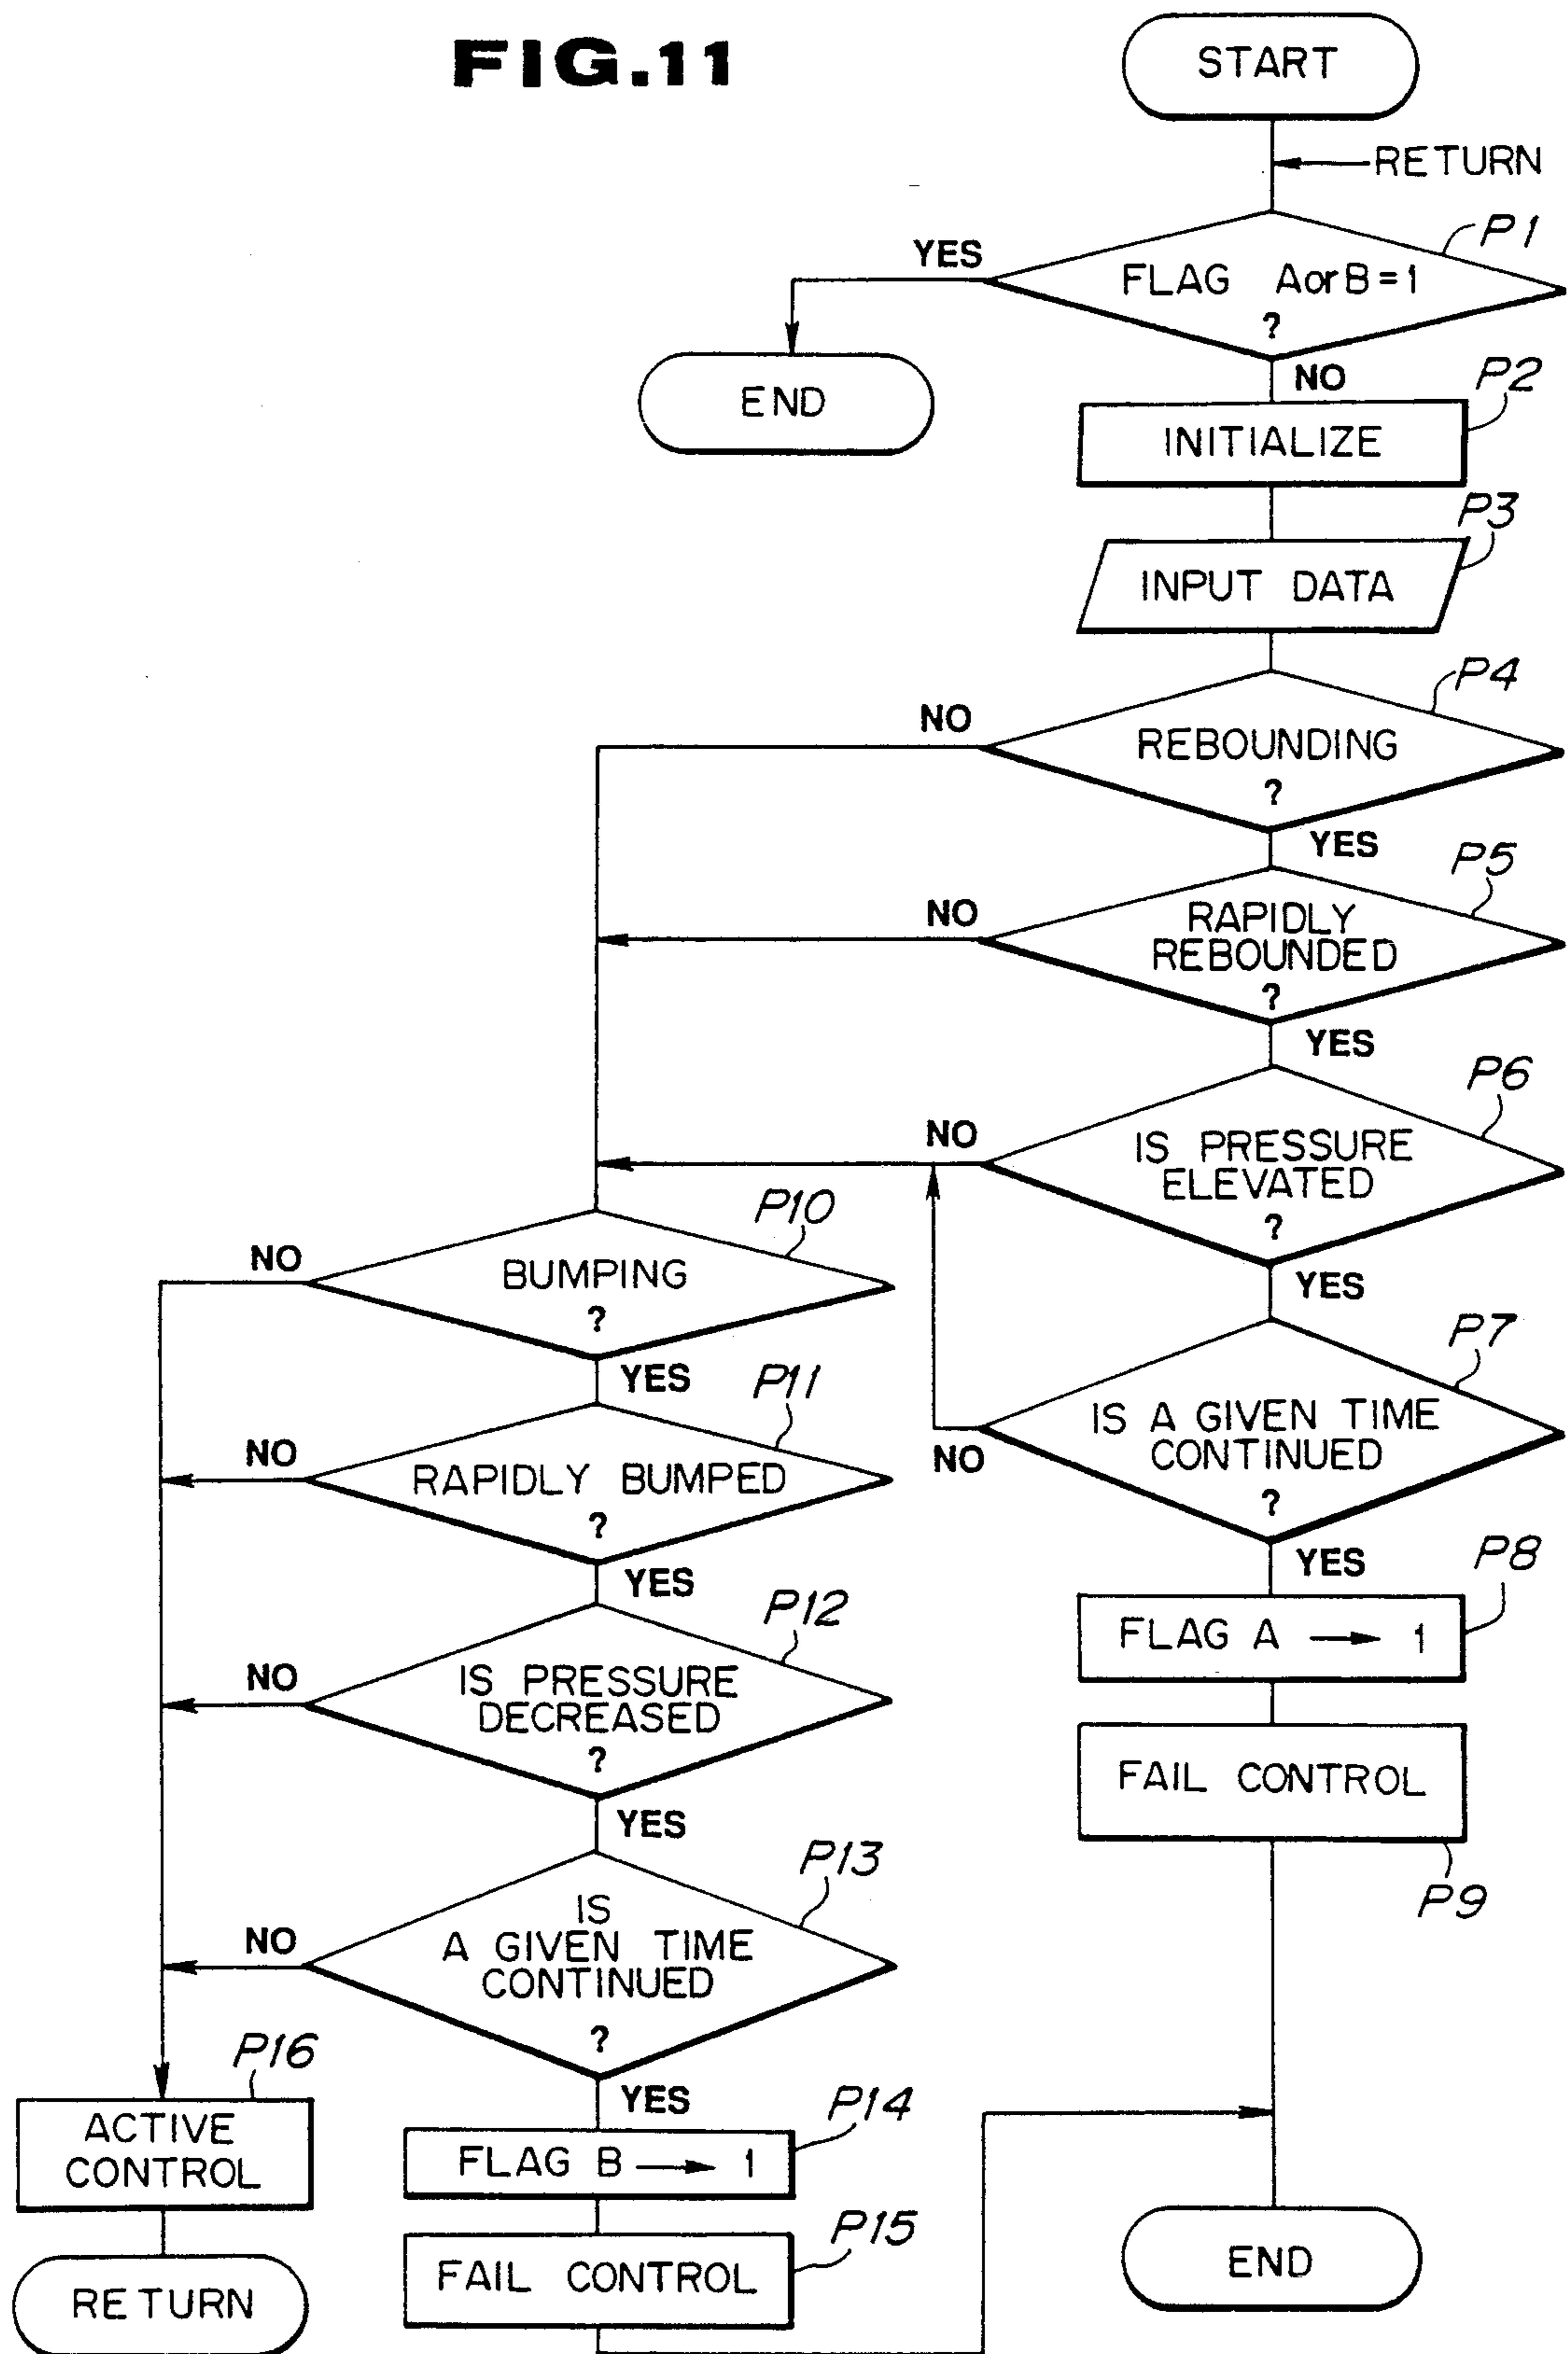 FIG.11
START
RETURN
P1
YES
FLAG AorB=1
?
END
NO
P2
INITIALIZE
P3
INPUT DATA
P4
NO
REBOUNDING
?
YES
P5
NO
RAPIDLY
REBOUNDED
?
YES
P6
NO
IS PRESSURE
ELEVATED
?
YES
P7
NO
IS A GIVEN TIME
CONTINUED
?
YES
P8
FLAG A → 1
FAIL CONTROL
P9
P10
NO
BUMPING
?
YES
P11
NO
RAPIDLY BUMPED
?
YES
P12
NO
IS PRESSURE
DECREASED
?
YES
P13
NO
IS
A GIVEN TIME
CONTINUED
?
YES
P16
ACTIVE
CONTROL
RETURN
P14
FLAG B → 1
P15
FAIL CONTROL
END